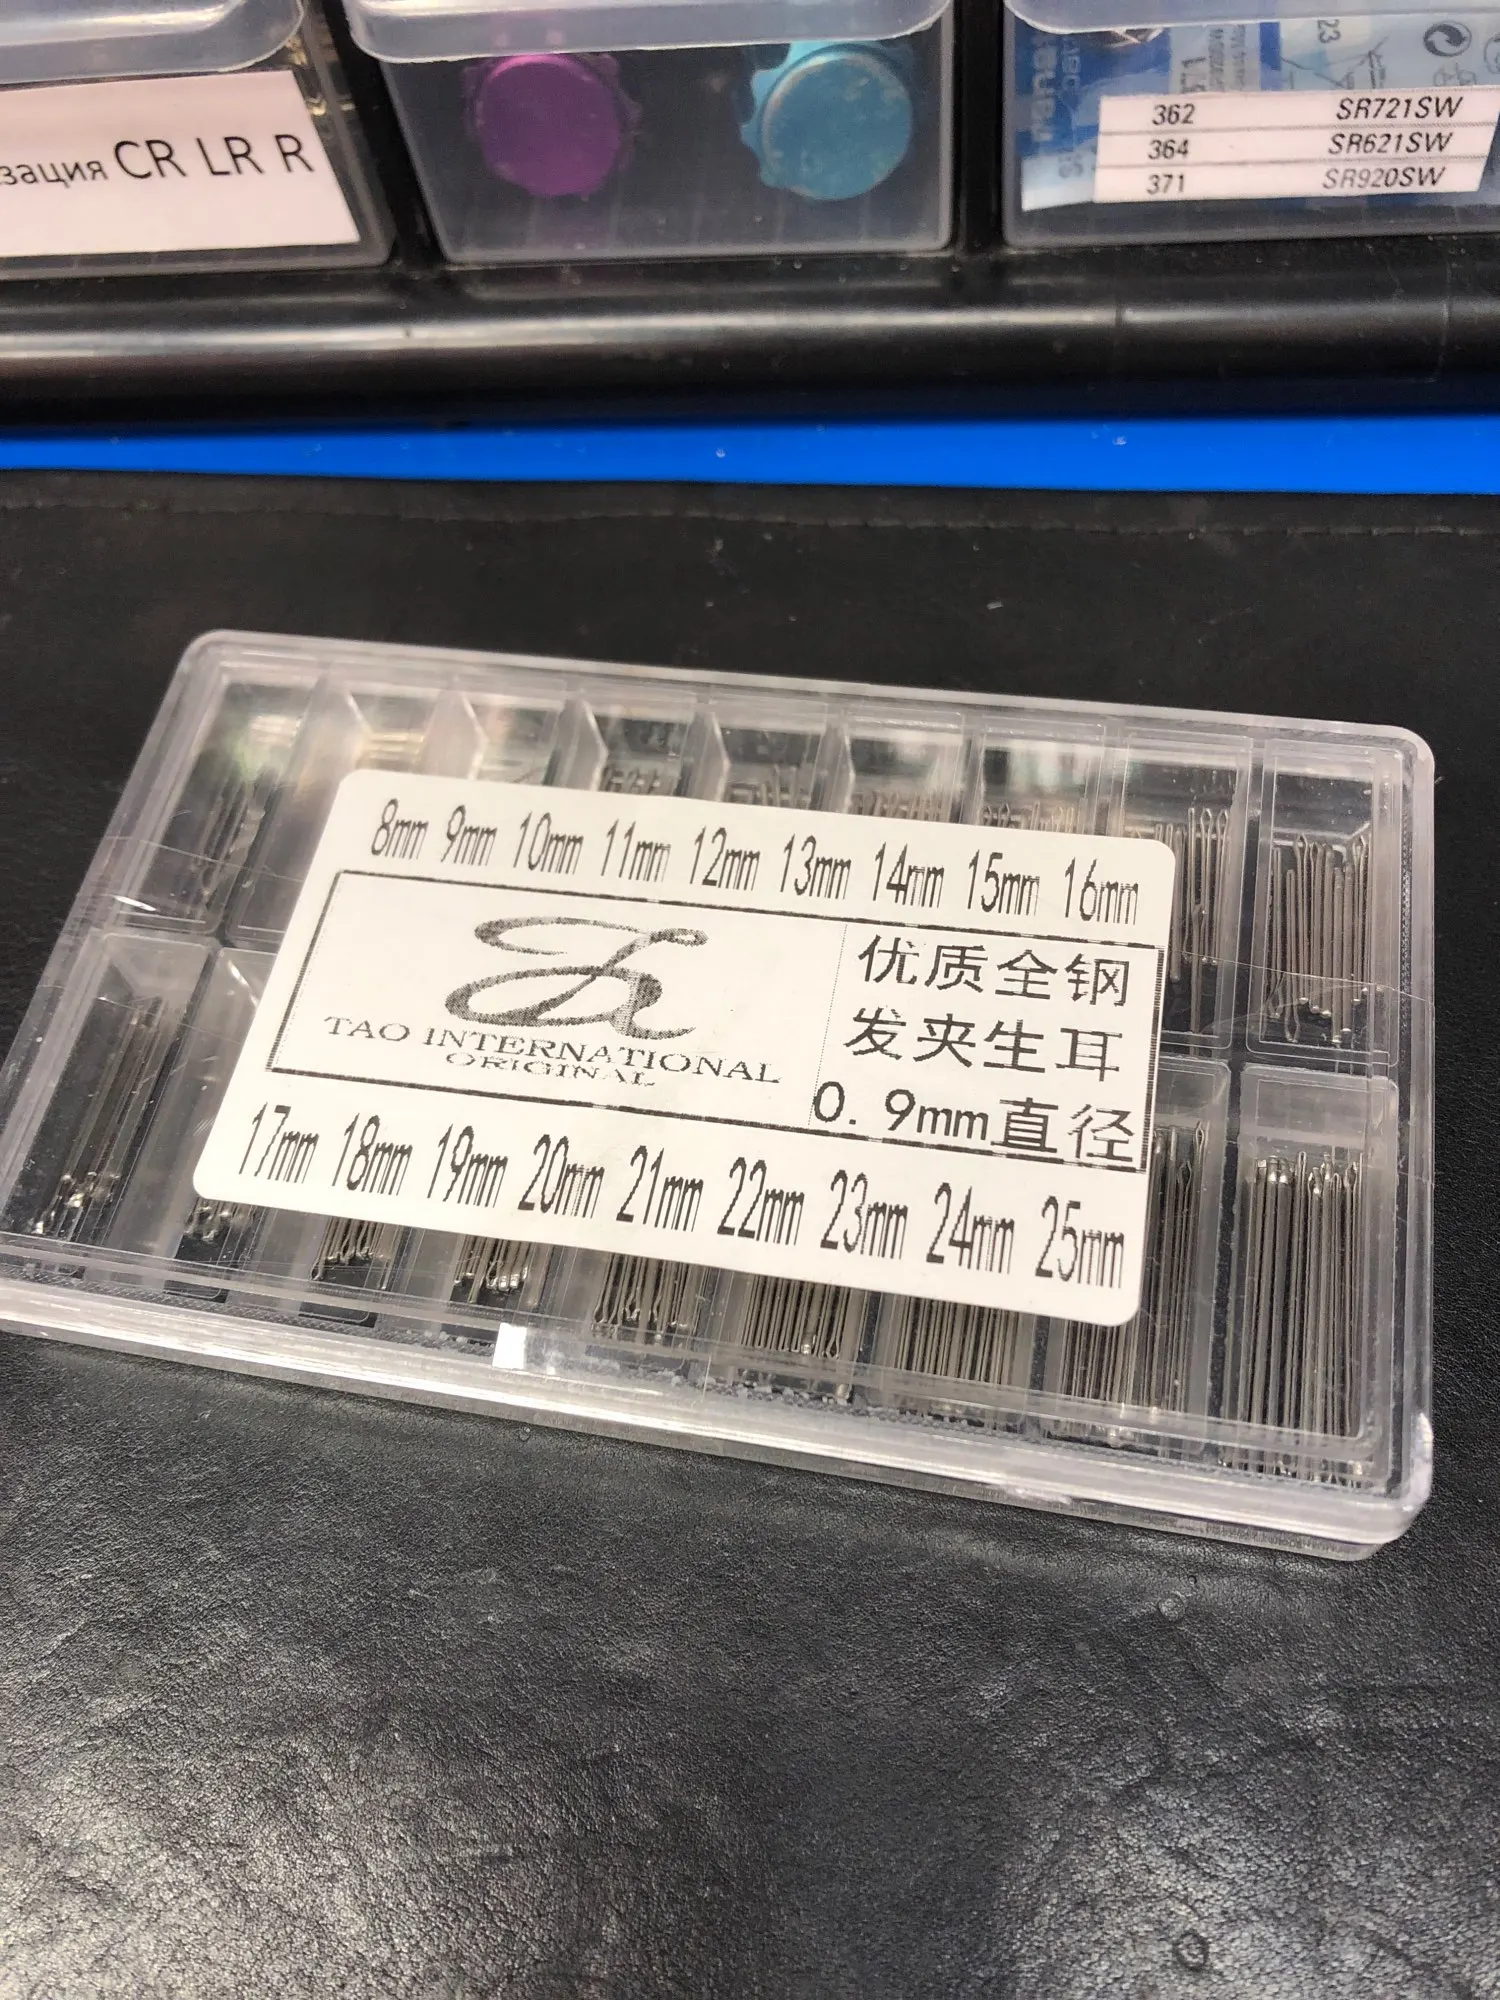 зация CR LR R
362 SR721SW
364 SR621SW
371 SR920SW
23
8mm 9mm 10mm 11mm 12mm 13mm 14mm 15mm 16mm
TAO INTERNATIONAL
ORIGINAL
优质全钢
发夹生耳
0.9mm直径
17mm 18mm 19mm 20mm 21mm 22mm 23mm 24mm 25mm